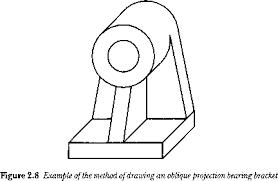 Figure 2.8 Example of the method of drawing an oblique projection bearing bracket